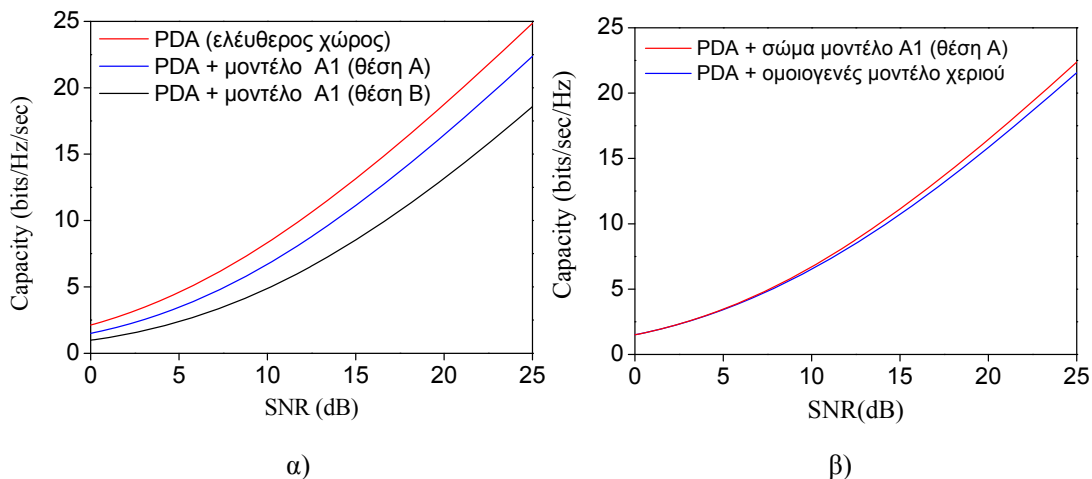 25
20
15
10
5
0
Capacity (bits/Hz/sec)
PDA (ελέυθερος χώρος)
PDA + μοντέλο A1 (θέση A)
PDA + μοντέλο A1 (θέση B)
0 5 10 15 20 25
SNR (dB)
α)
25
20
15
10
5
0
Capacity (bits/sec/Hz)
PDA + σώμα μοντέλο A1 (θέση A)
PDA + ομοιογενές μοντέλο χεριού
0 5 10 15 20 25
SNR(dB)
β)